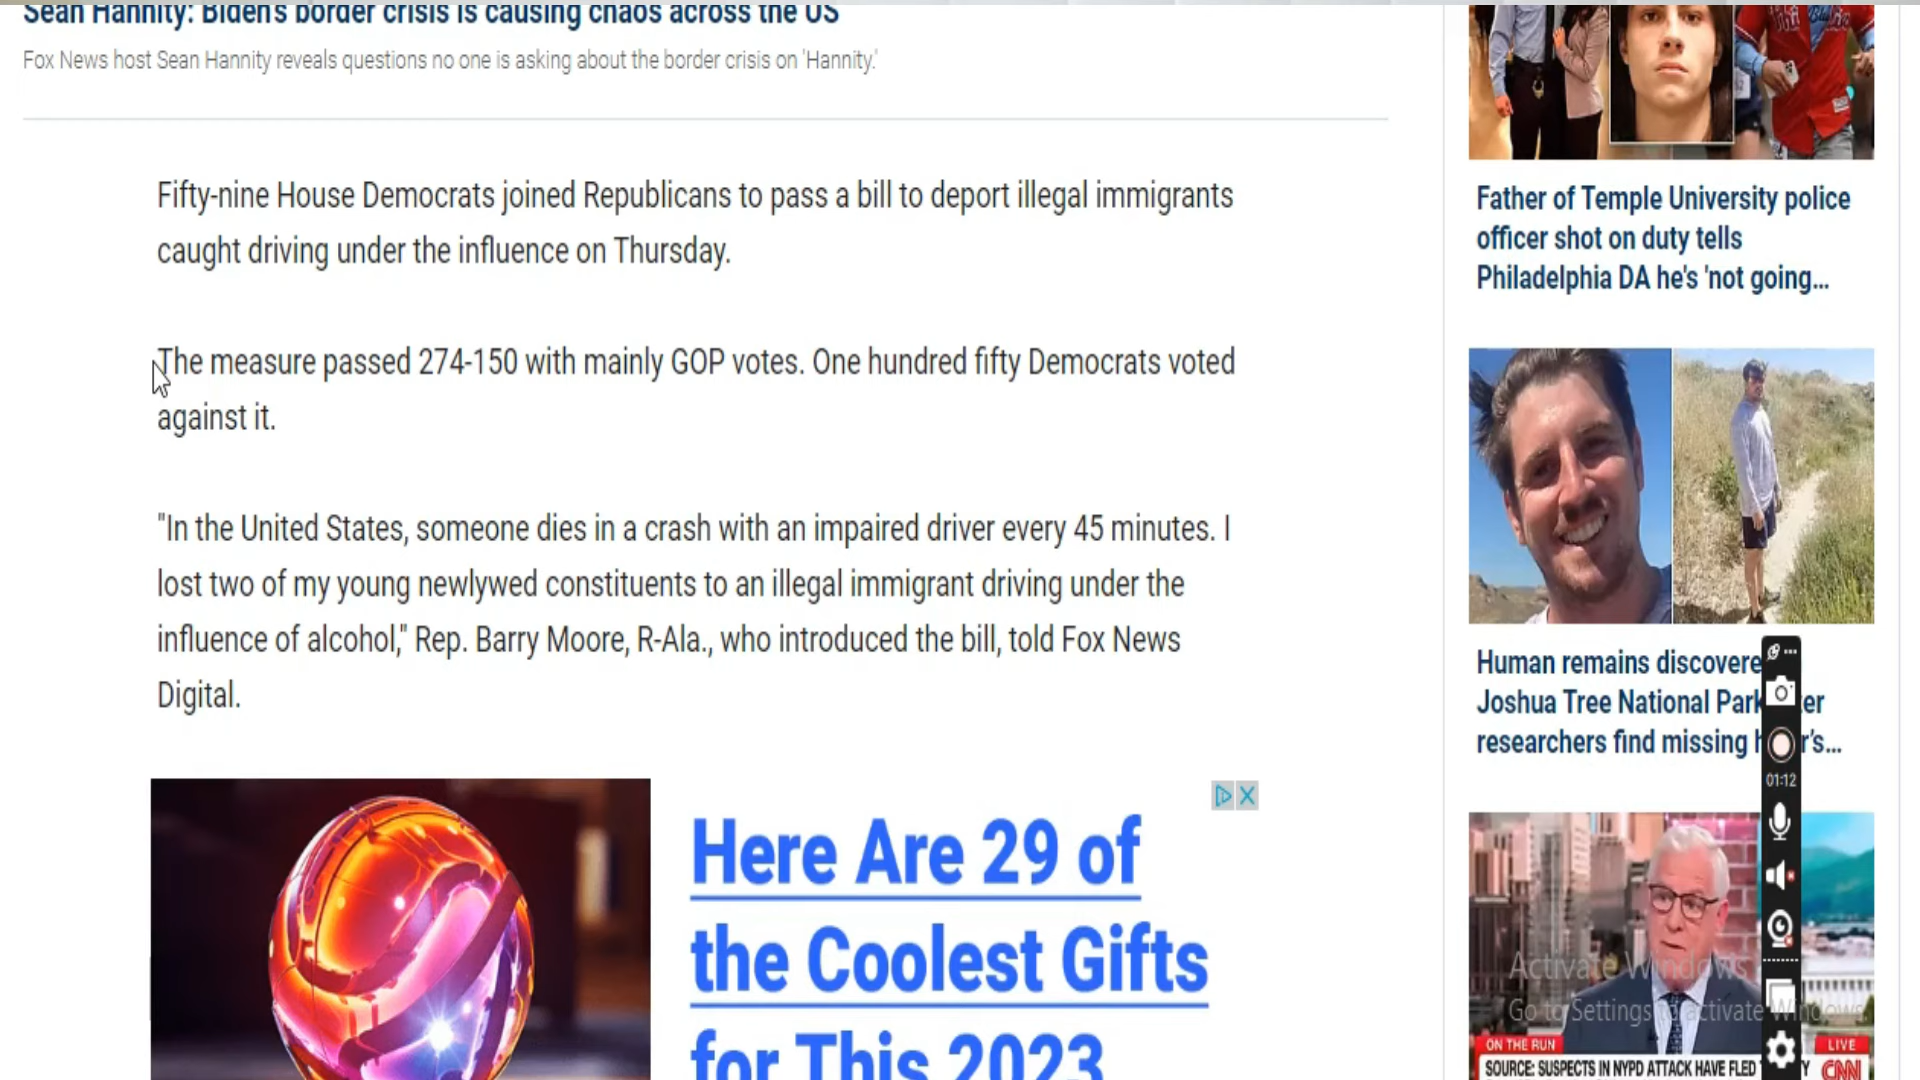 Sean Hannity: Biden's border crisis is causing chaos across the US
Fox News host Sean Hannity reveals questions no one is asking about the border crisis on 'Hannity.'
Fifty-nine House Democrats joined Republicans to pass a bill to deport illegal immigrants
caught driving under the influence on Thursday.
The measure passed 274-150 with mainly GOP votes. One hundred fifty Democrats voted
against it.
"In the United States, someone dies in a crash with an impaired driver every 45 minutes. I
lost two of my young newlywed constituents to an illegal immigrant driving under the
influence of alcohol," Rep. Barry Moore, R-Ala., who introduced the bill, told Fox News
Digital.
Here Are 29 of
the Coolest Gifts
for This 2023
Father of Temple University police
officer shot on duty tells
Philadelphia DA he's 'not going...
Human remains
Joshua Tree National Park
researchers find missing
01:12
Activate Windows
Go to Settings to activate Windows.
ON THE RUN
LIVE
SOURCE: SUSPECTS IN NYPD ATTACK HAVE FLED
CNN